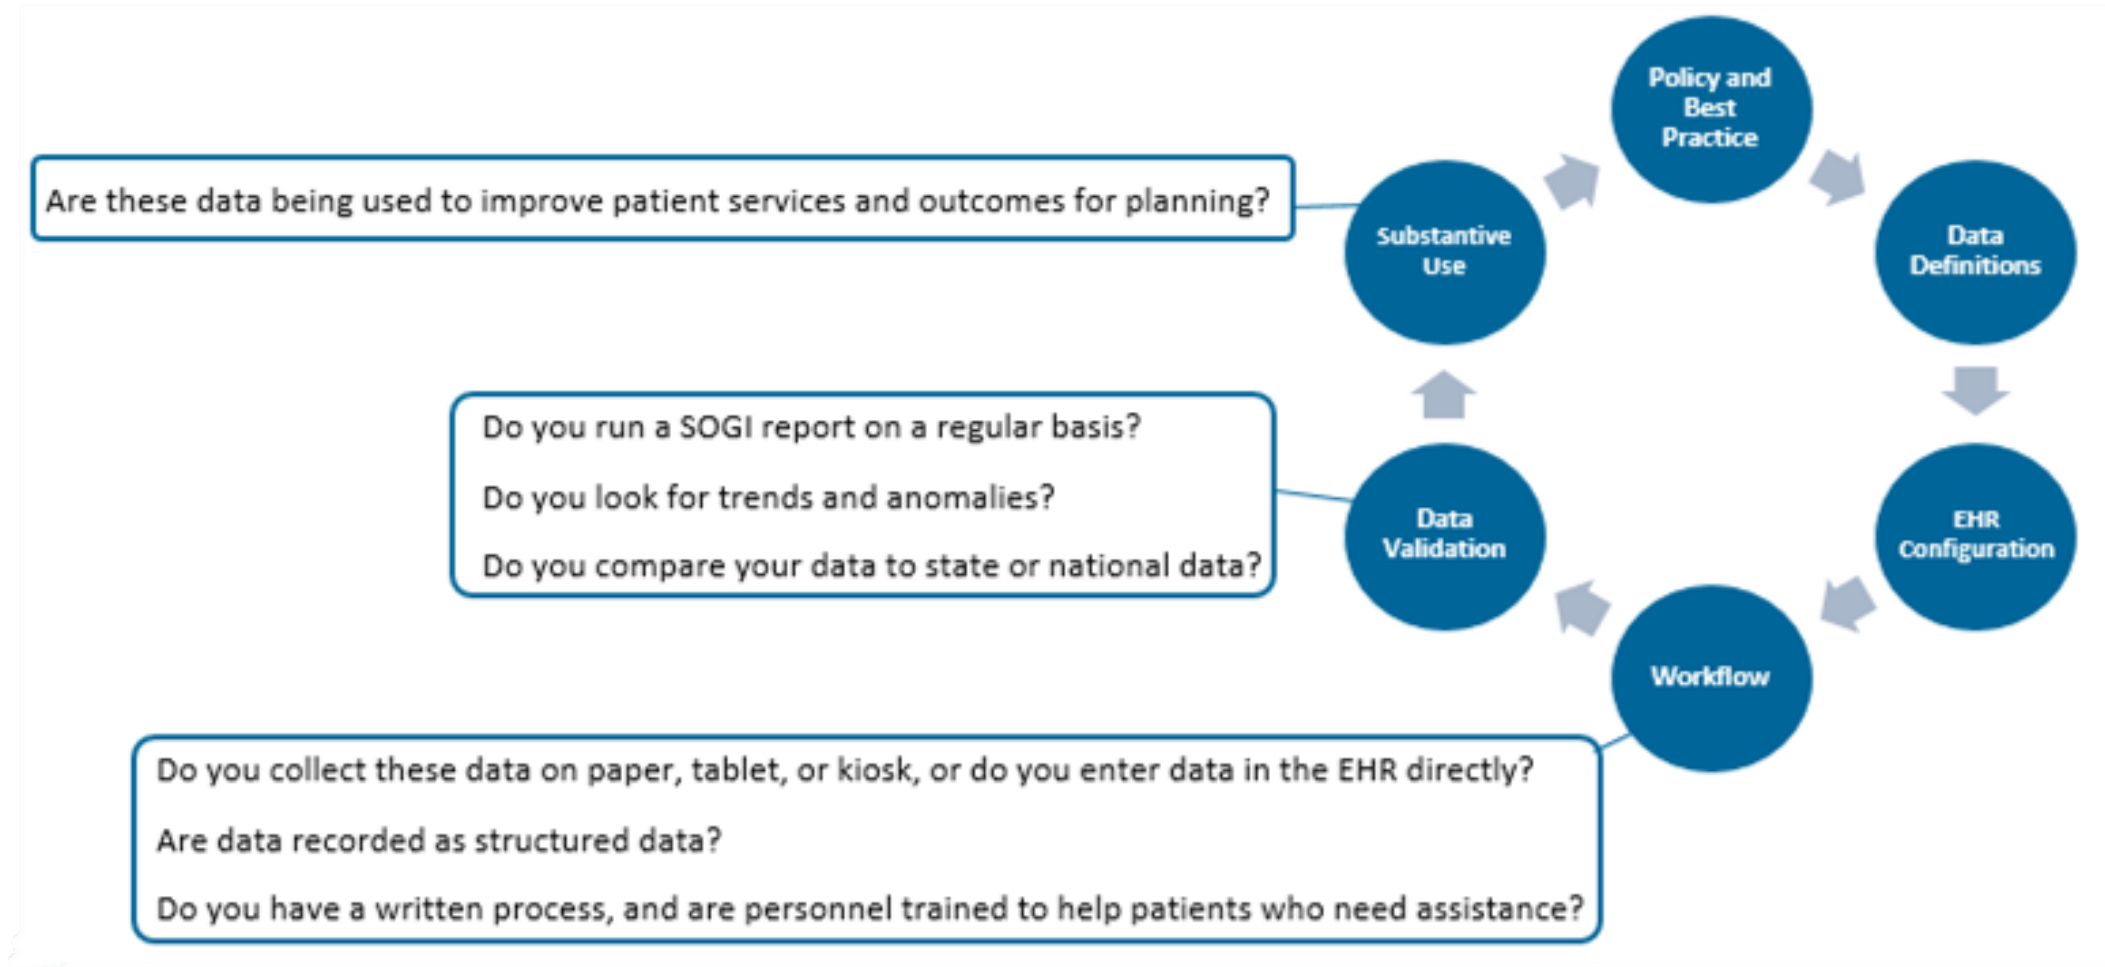 Policy and
Best
Practice
Are these data being used to improve patient services and outcomes for planning?
Substantive
Use
Data
Definitions
Do you run a SOGI report on a regular basis?
Do you look for trends and anomalies?
Do you compare your data to state or national data?
Data
Validation
EHR
Configuration
Workflow
Do you collect these data on paper, tablet, or kiosk, or do you enter data in the EHR directly?
Are data recorded as structured data?
Do you have a written process, and are personnel trained to help patients who need assistance?